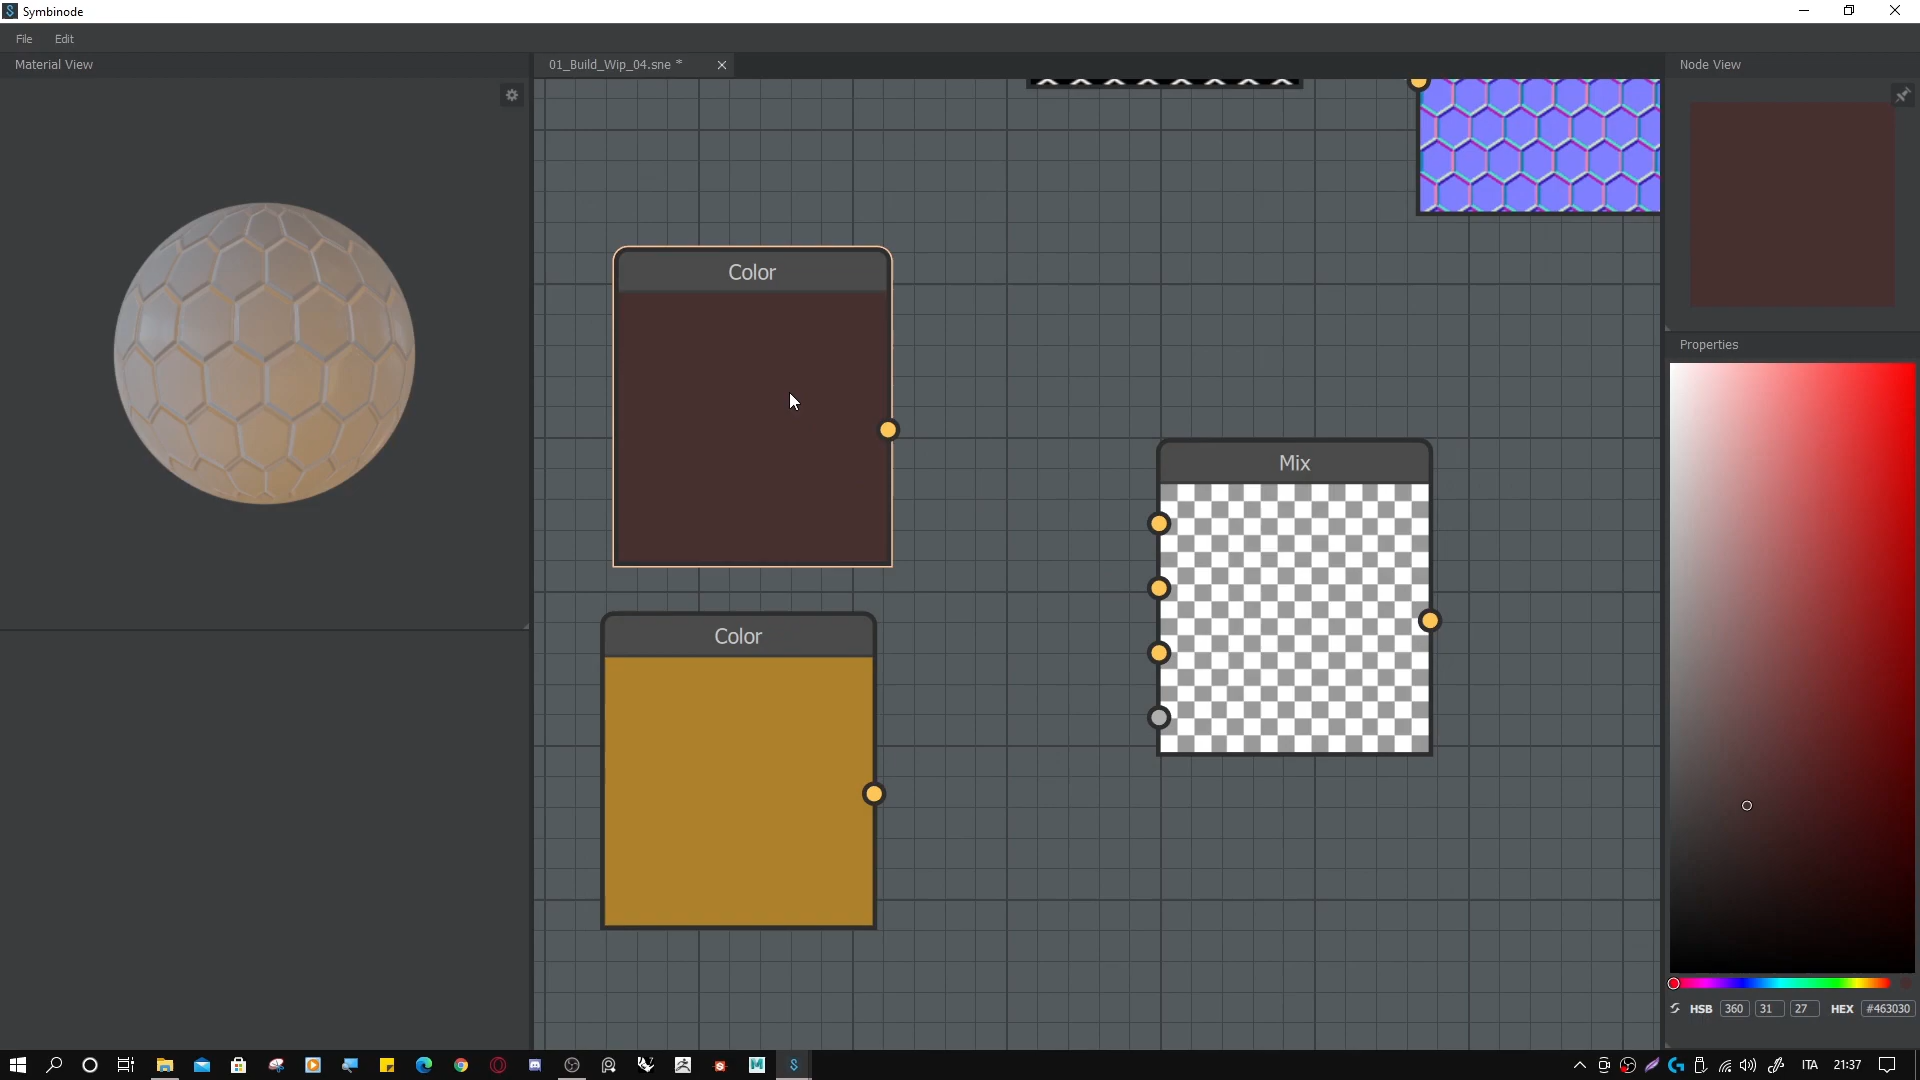 Symbinode
File Edit
Material View
01_Build_Wip_04.sne *
Node View
Color
Mix
Color
Properties
HSB 360 31 27 HEX #463030
ITA 21:37